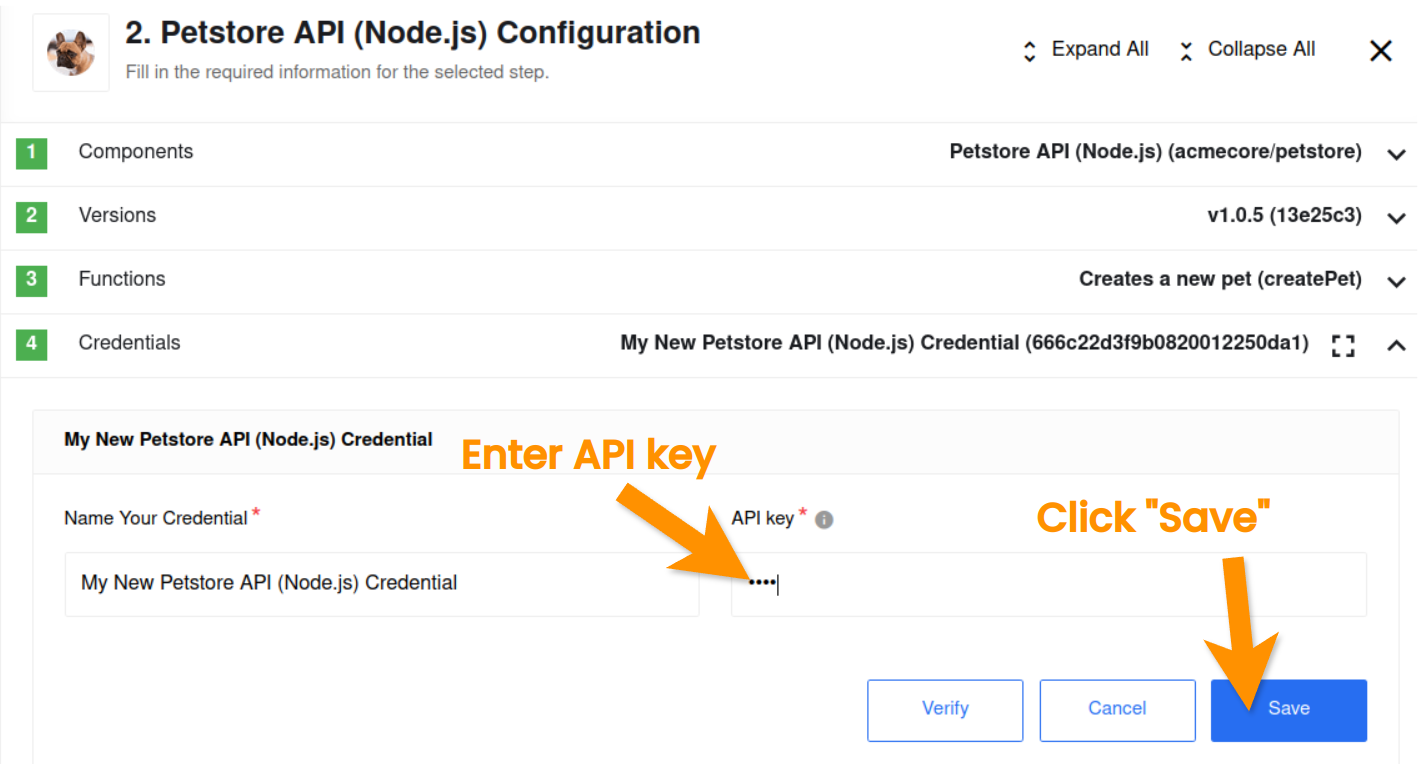 2. Petstore API (Node.js) Configuration
Fill in the required information for the selected step.
Expand All
Collapse All
1 Components Petstore API (Node.js) (acmecore/petstore)
2 Versions v1.0.5 (13e25c3)
3 Functions Creates a new pet (createPet)
4 Credentials My New Petstore API (Node.js) Credential (666c22d3f9b0820012250da1)
My New Petstore API (Node.js) Credential
Enter API key
Click "Save"
Name Your Credential *
API key *
My New Petstore API (Node.js) Credential
••••
Verify Cancel Save